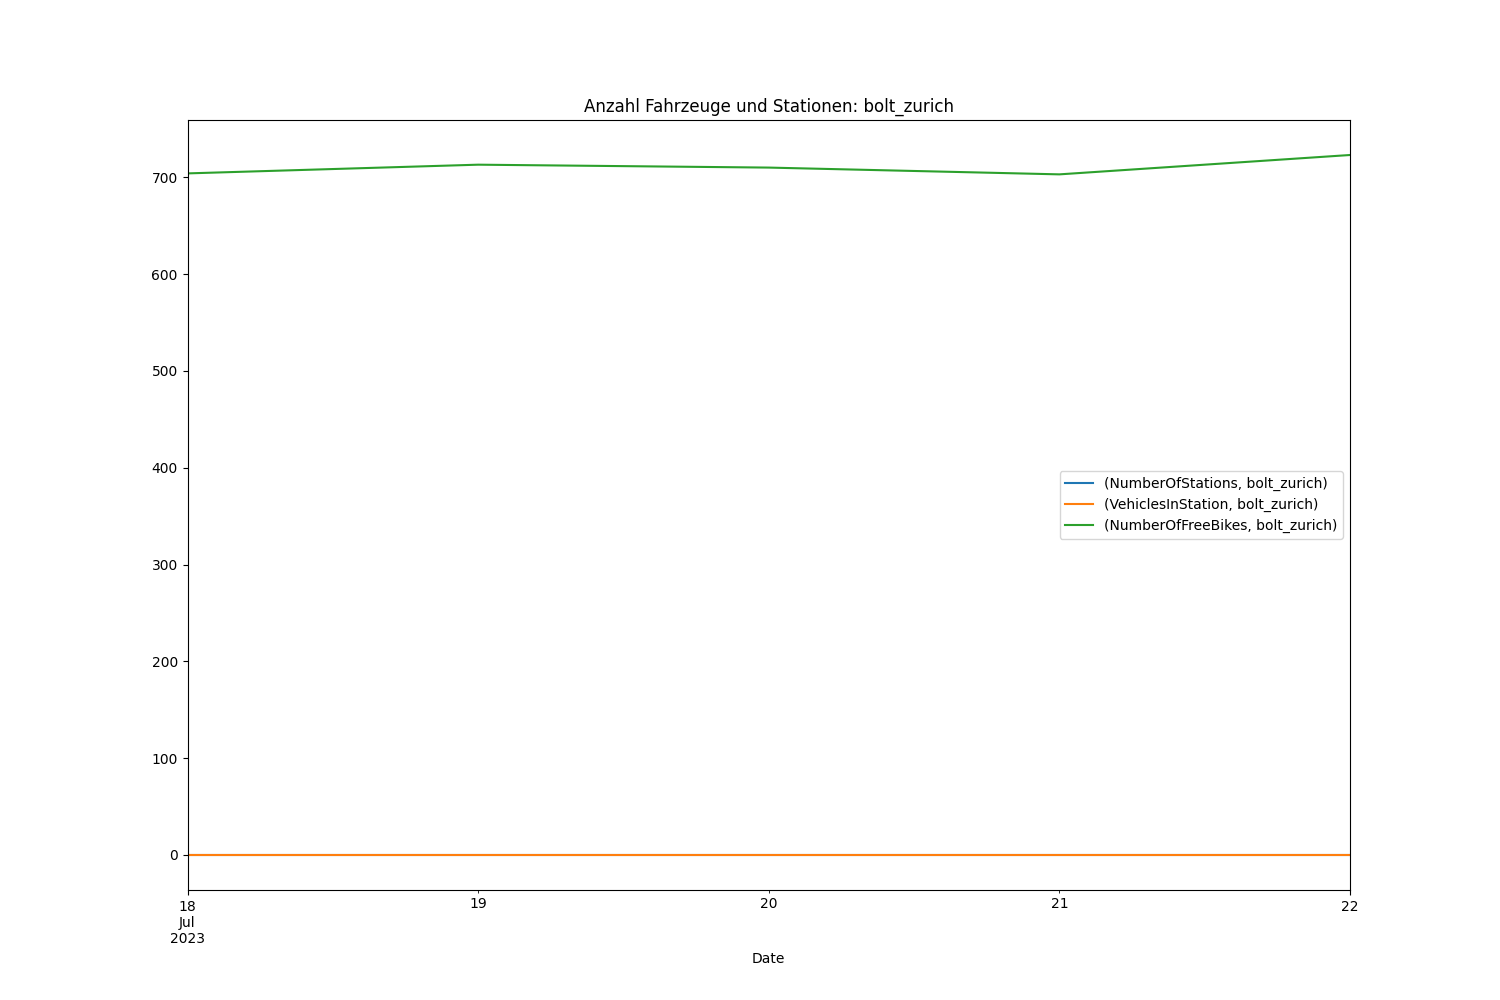 Anzahl Fahrzeuge und Stationen: bolt_zurich
700
600
500
400
300
200
100
0
(NumberOfStations, bolt_zurich)
(VehiclesInStation, bolt_zurich)
(NumberOfFreeBikes, bolt_zurich)
18 19 20 21 22
Jul
2023
Date